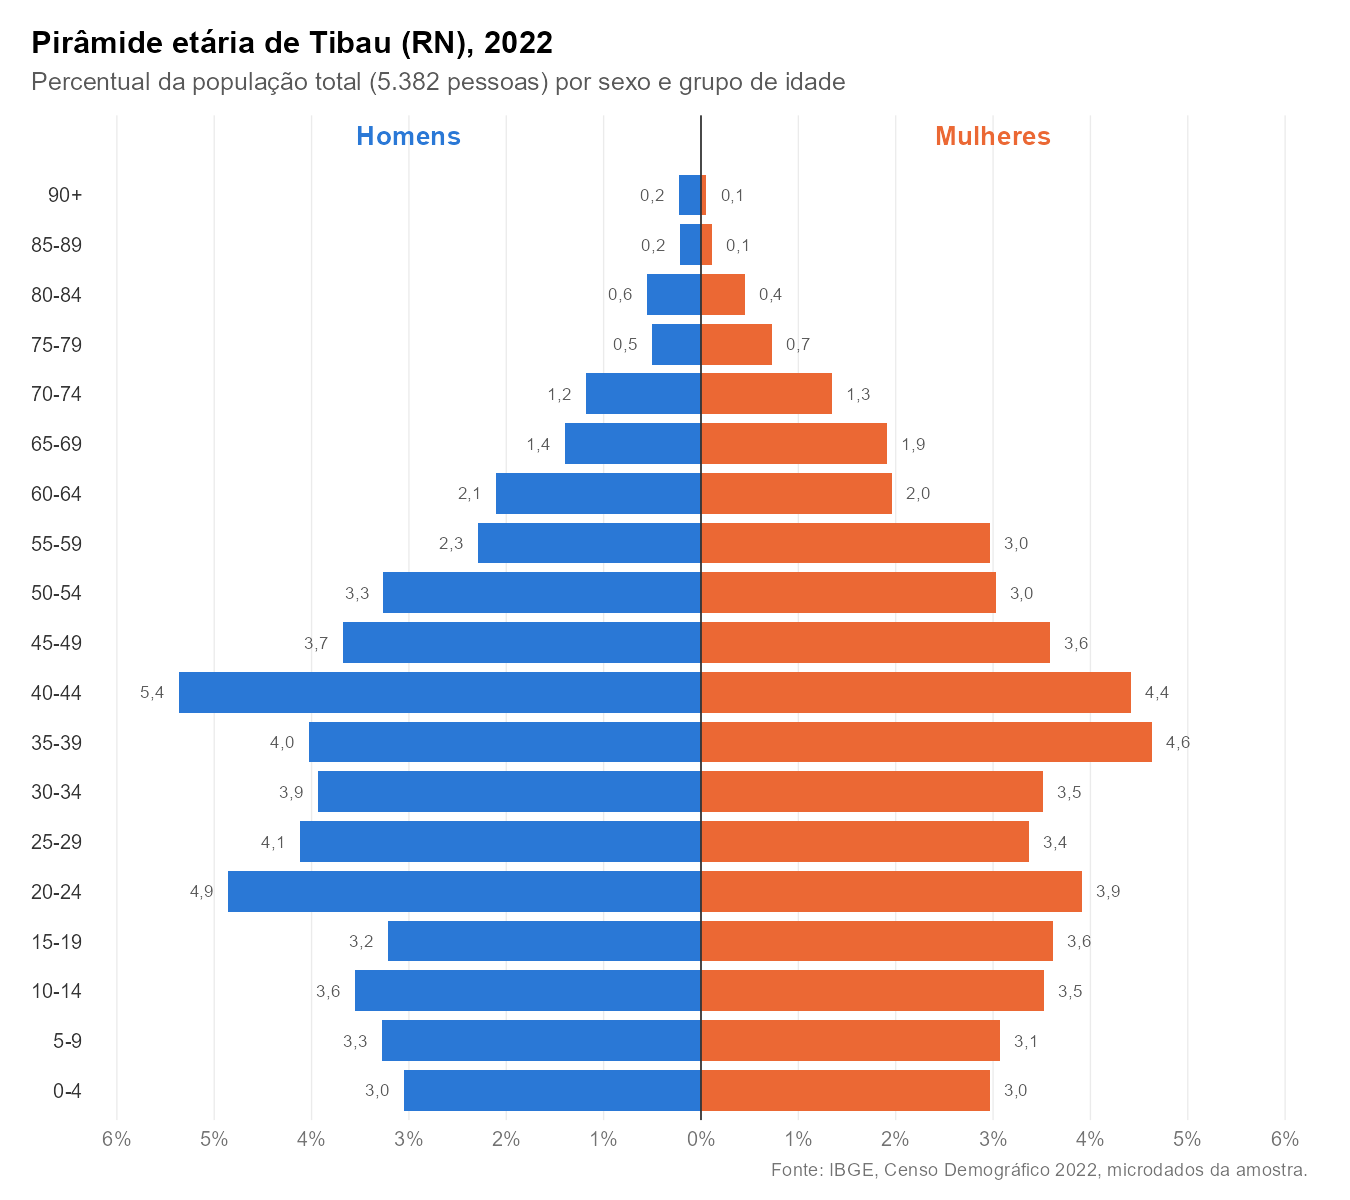 Pirâmide etária de Tibau (RN), 2022
Percentual da população total (5.382 pessoas) por sexo e grupo de idade
Homens Mulheres
90+ 0,2 0,1
85-89 0,2 0,1
80-84 0,6 0,4
75-79 0,5 0,7
70-74 1,2 1,3
65-69 1,4 1,9
60-64 2,1 2,0
55-59 2,3 3,0
50-54 3,3 3,0
45-49 3,7 3,6
40-44 5,4 4,4
35-39 4,0 4,6
30-34 3,9 3,5
25-29 4,1 3,4
20-24 4,9 3,9
15-19 3,2 3,6
10-14 3,6 3,5
5-9 3,3 3,1
0-4 3,0 3,0
6% 5% 4% 3% 2% 1% 0% 1% 2% 3% 4% 5% 6%
Fonte: IBGE, Censo Demográfico 2022, microdados da amostra.